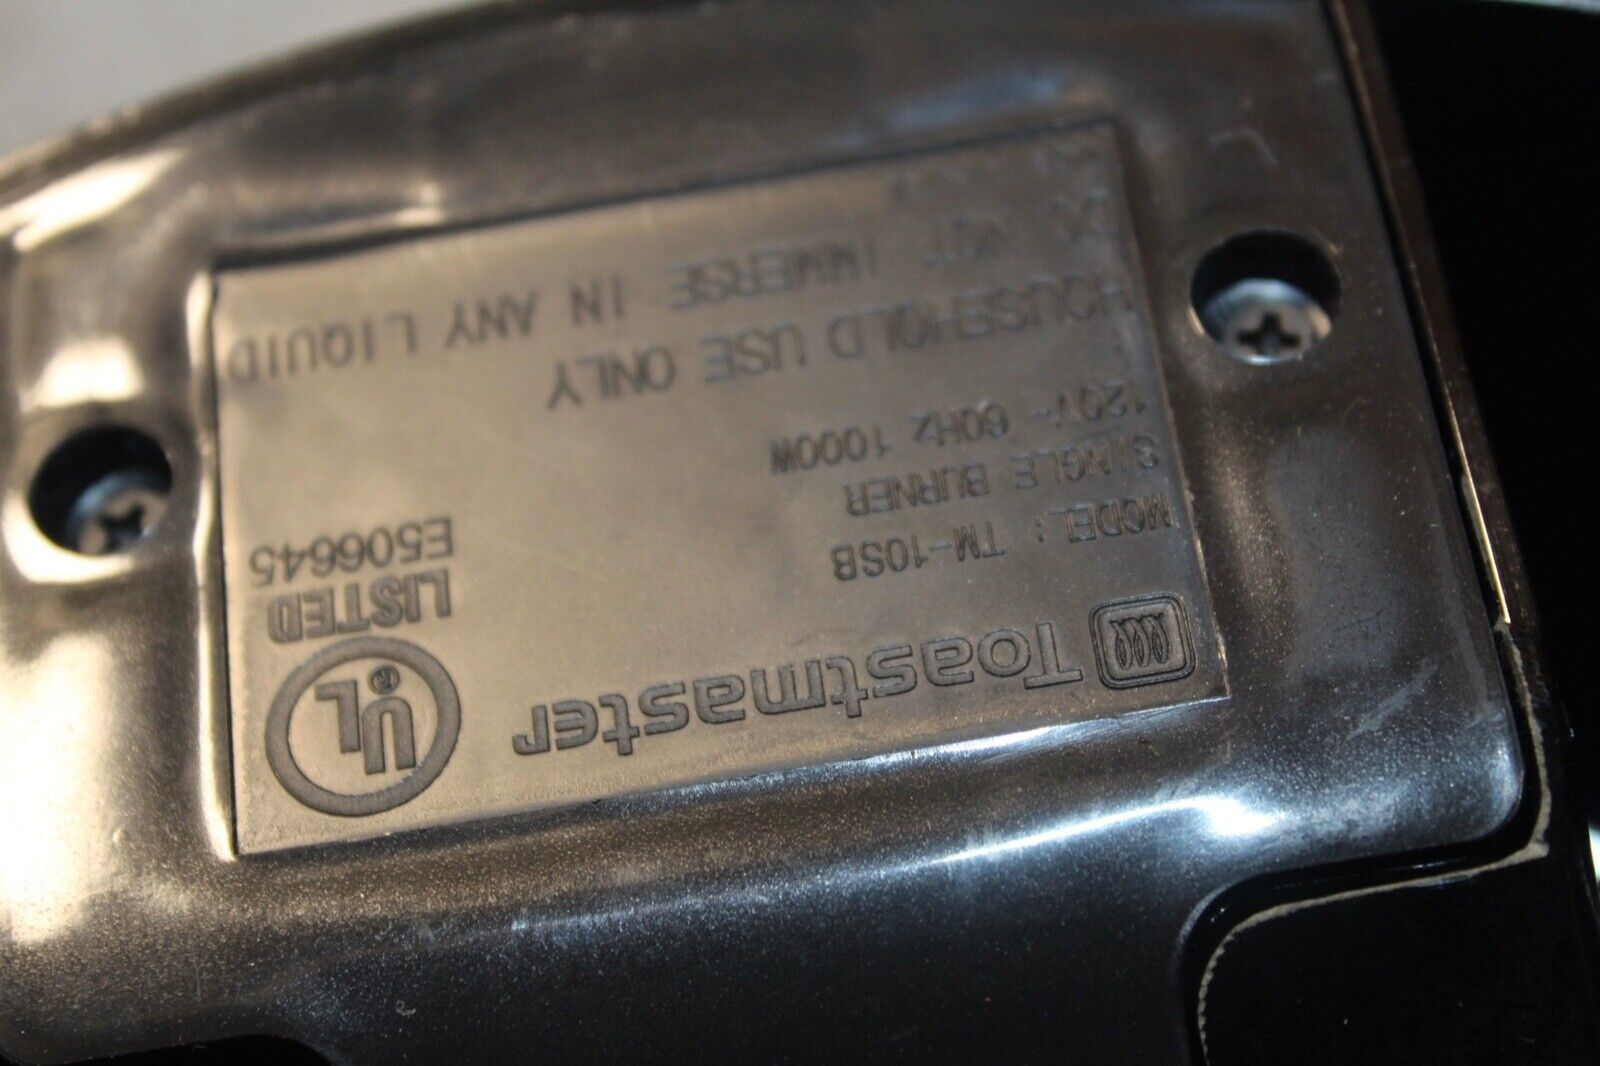 Toastmaster
MODEL: TM-10SB
SINGLE BURNER
120V~ 60Hz 1000W
HOUSEHOLD USE ONLY
DO NOT IMMERSE IN ANY LIQUID
UL
®
LISTED
E506645